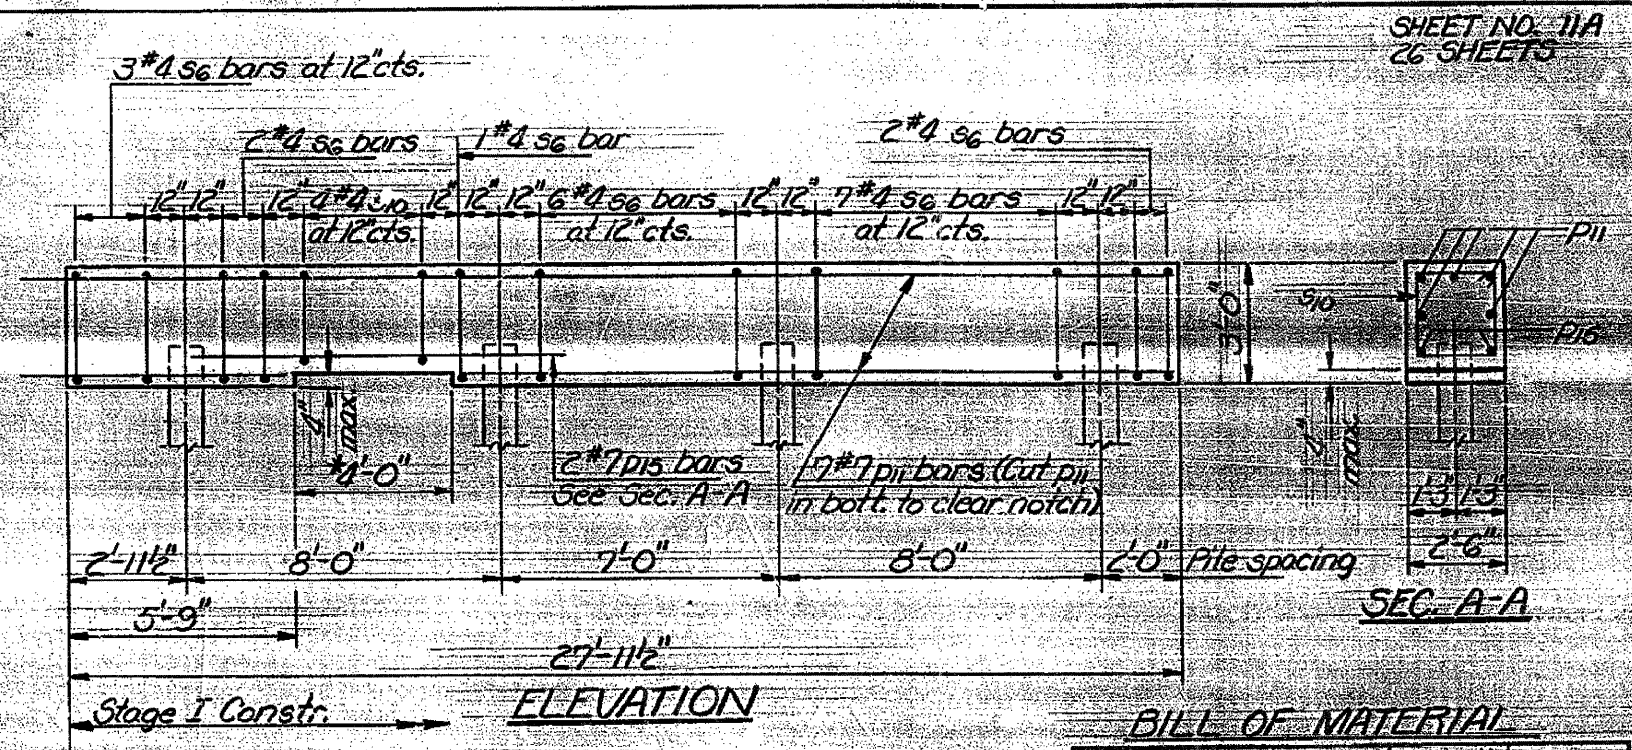 SHEET NO. 11A
26 SHEETS
3 #4 s6 bars at 12" cts.
2 #4 s6 bars
1 #4 s6 bar
2 #4 s6 bars
12" 12" 12" 4 #4 s10 12" 12" 12" 6 #4 s6 bars 12" 12" 7 #4 s6 bars 12" 12"
at 12" cts. at 12" cts. at 12" cts.
p11
s10
3'-0"
p15
4"
max.
4"
max.
*4'-0"
2 #7 p15 bars
See Sec. A-A
7 #7 p11 bars (Cut p11
in bott. to clear notch)
1'-3" 1'-3"
2'-6"
2'-11½" 8'-0" 7'-0" 8'-0" 2'-0" Pile spacing
SEC. A-A
5'-9"
27'-11½"
Stage I Constr.
ELEVATION
BILL OF MATERIAL